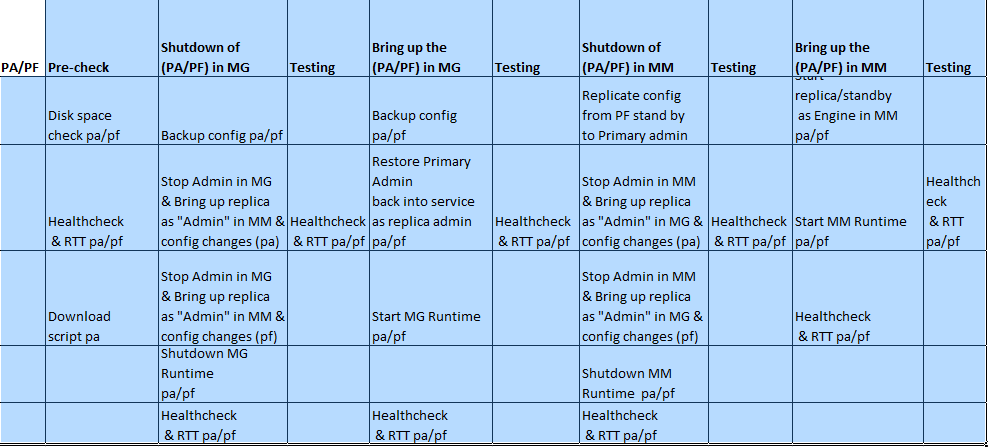 PA/PF
Pre-check
Shutdown of
(PA/PF) in MG
Testing
Bring up the
(PA/PF) in MG
Testing
Shutdown of
(PA/PF) in MM
Testing
Bring up the
(PA/PF) in MM
Testing
Disk space
check pa/pf
Backup config pa/pf
Backup config
pa/pf
Replicate config
from PF stand by
to Primary admin
Start
replica/standby
as Engine in MM
pa/pf
Healthcheck
& RTT pa/pf
Stop Admin in MG
& Bring up replica
as "Admin" in MM &
config changes (pa)
Healthcheck
& RTT pa/pf
Restore Primary
Admin
back into service
as replica admin
pa/pf
Healthcheck
& RTT pa/pf
Stop Admin in MM
& Bring up replica
as "Admin" in MG &
config changes (pa)
Healthcheck
& RTT pa/pf
Start MM Runtime
pa/pf
Healthch
eck
& RTT
pa/pf
Download
script pa
Stop Admin in MG
& Bring up replica
as "Admin" in MM &
config changes (pf)
Start MG Runtime
pa/pf
Stop Admin in MM
& Bring up replica
as "Admin" in MG &
config changes (pf)
Healthcheck
& RTT pa/pf
Shutdown MG
Runtime
pa/pf
Shutdown MM
Runtime pa/pf
Healthcheck
& RTT pa/pf
Healthcheck
& RTT pa/pf
Healthcheck
& RTT pa/pf